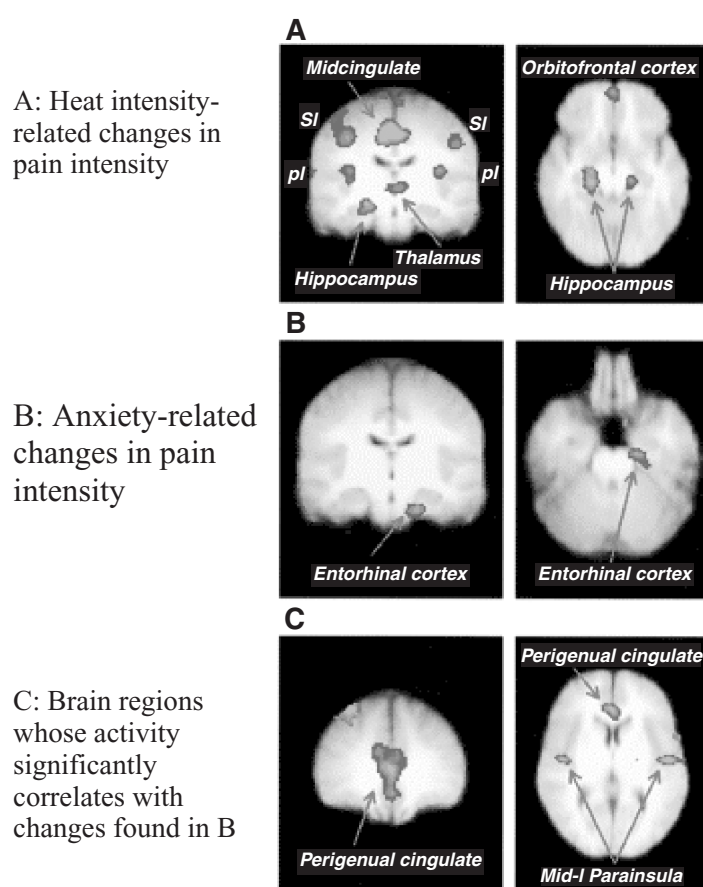 A
A: Heat intensity-
related changes in
pain intensity
Midcingulate
SI
SI
pI
pI
Thalamus
Hippocampus
Orbitofrontal cortex
Hippocampus
B
B: Anxiety-related
changes in pain
intensity
Entorhinal cortex
Entorhinal cortex
C
C: Brain regions
whose activity
significantly
correlates with
changes found in B
Perigenual cingulate
Perigenual cingulate
Mid-I Parainsula